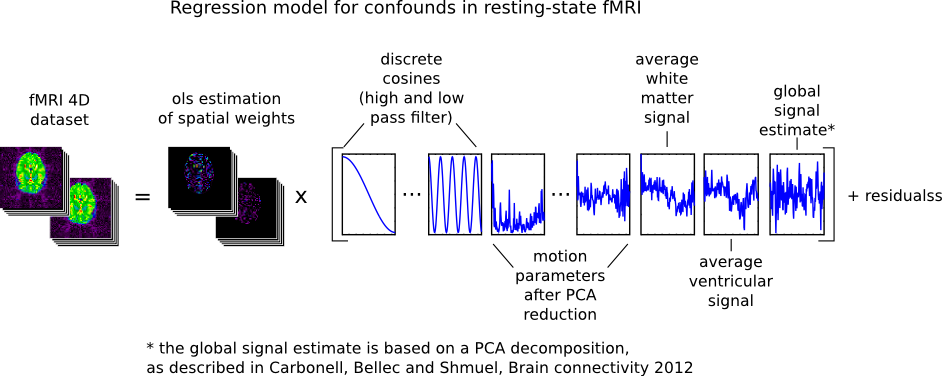 Regression model for confounds in resting-state fMRI
fMRI 4D
dataset
=
ols estimation
of spatial weights
x
discrete
cosines
(high and low
pass filter)
...
...
motion
parameters
after PCA
reduction
average
white
matter
signal
average
ventricular
signal
global
signal
estimate*
+ residualss
* the global signal estimate is based on a PCA decomposition,
as described in Carbonell, Bellec and Shmuel, Brain connectivity 2012